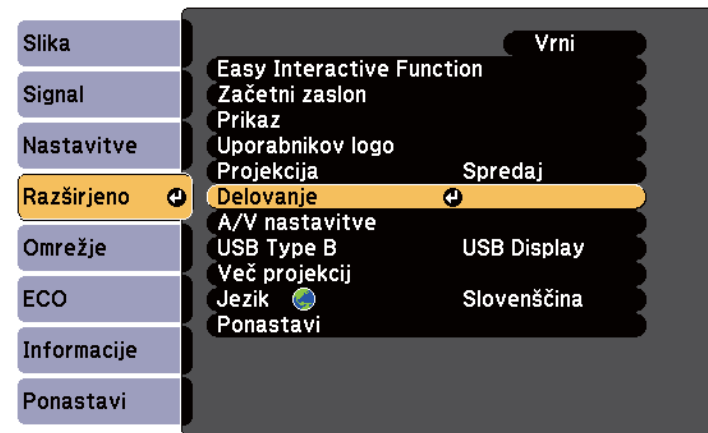 Slika
Signal
Nastavitve
Razširjeno
Omrežje
ECO
Informacije
Ponastavi
Vrni
Easy Interactive Function
Začetni zaslon
Prikaz
Uporabnikov logo
Projekcija Spredaj
Delovanje
A/V nastavitve
USB Type B USB Display
Več projekcij
Jezik Slovenščina
Ponastavi